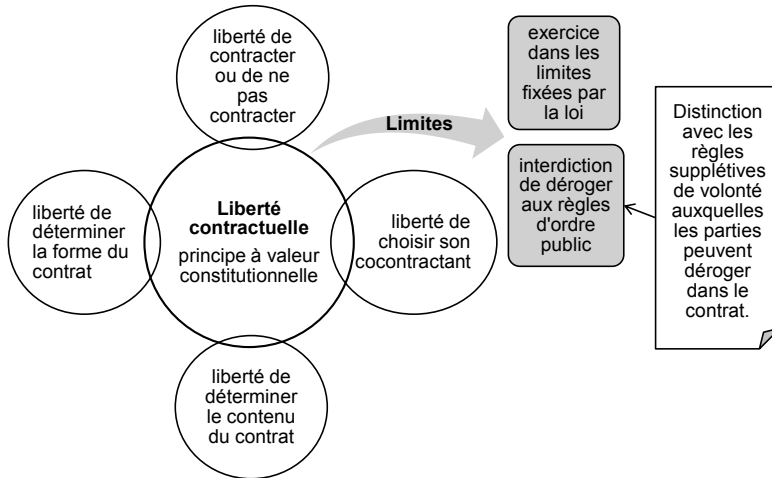 liberté de
contracter
ou de ne
pas
contracter
liberté de
déterminer
la forme du
contrat
Liberté
contractuelle
principe à valeur
constitutionnelle
liberté de
choisir son
cocontractant
liberté de
déterminer
le contenu
du contrat
Limites
exercice
dans les
limites
fixées par
la loi
interdiction
de déroger
aux règles
d'ordre
public
Distinction
avec les
règles
supplétives
de volonté
auxquelles
les parties
peuvent
déroger
dans le
contrat.